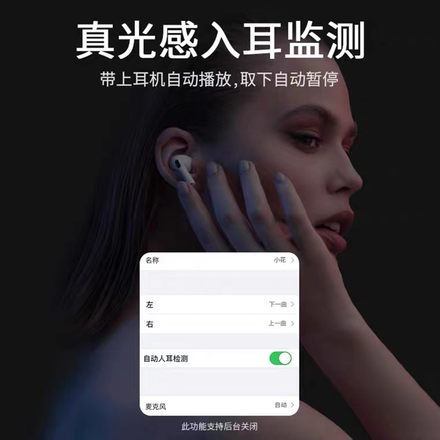 真光感入耳监测
带上耳机自动播放,取下自动暂停
名称 小花 >
左 下一曲 >
右 上一曲 >
自动人耳检测
麦克风 自动 >
此功能支持后台关闭